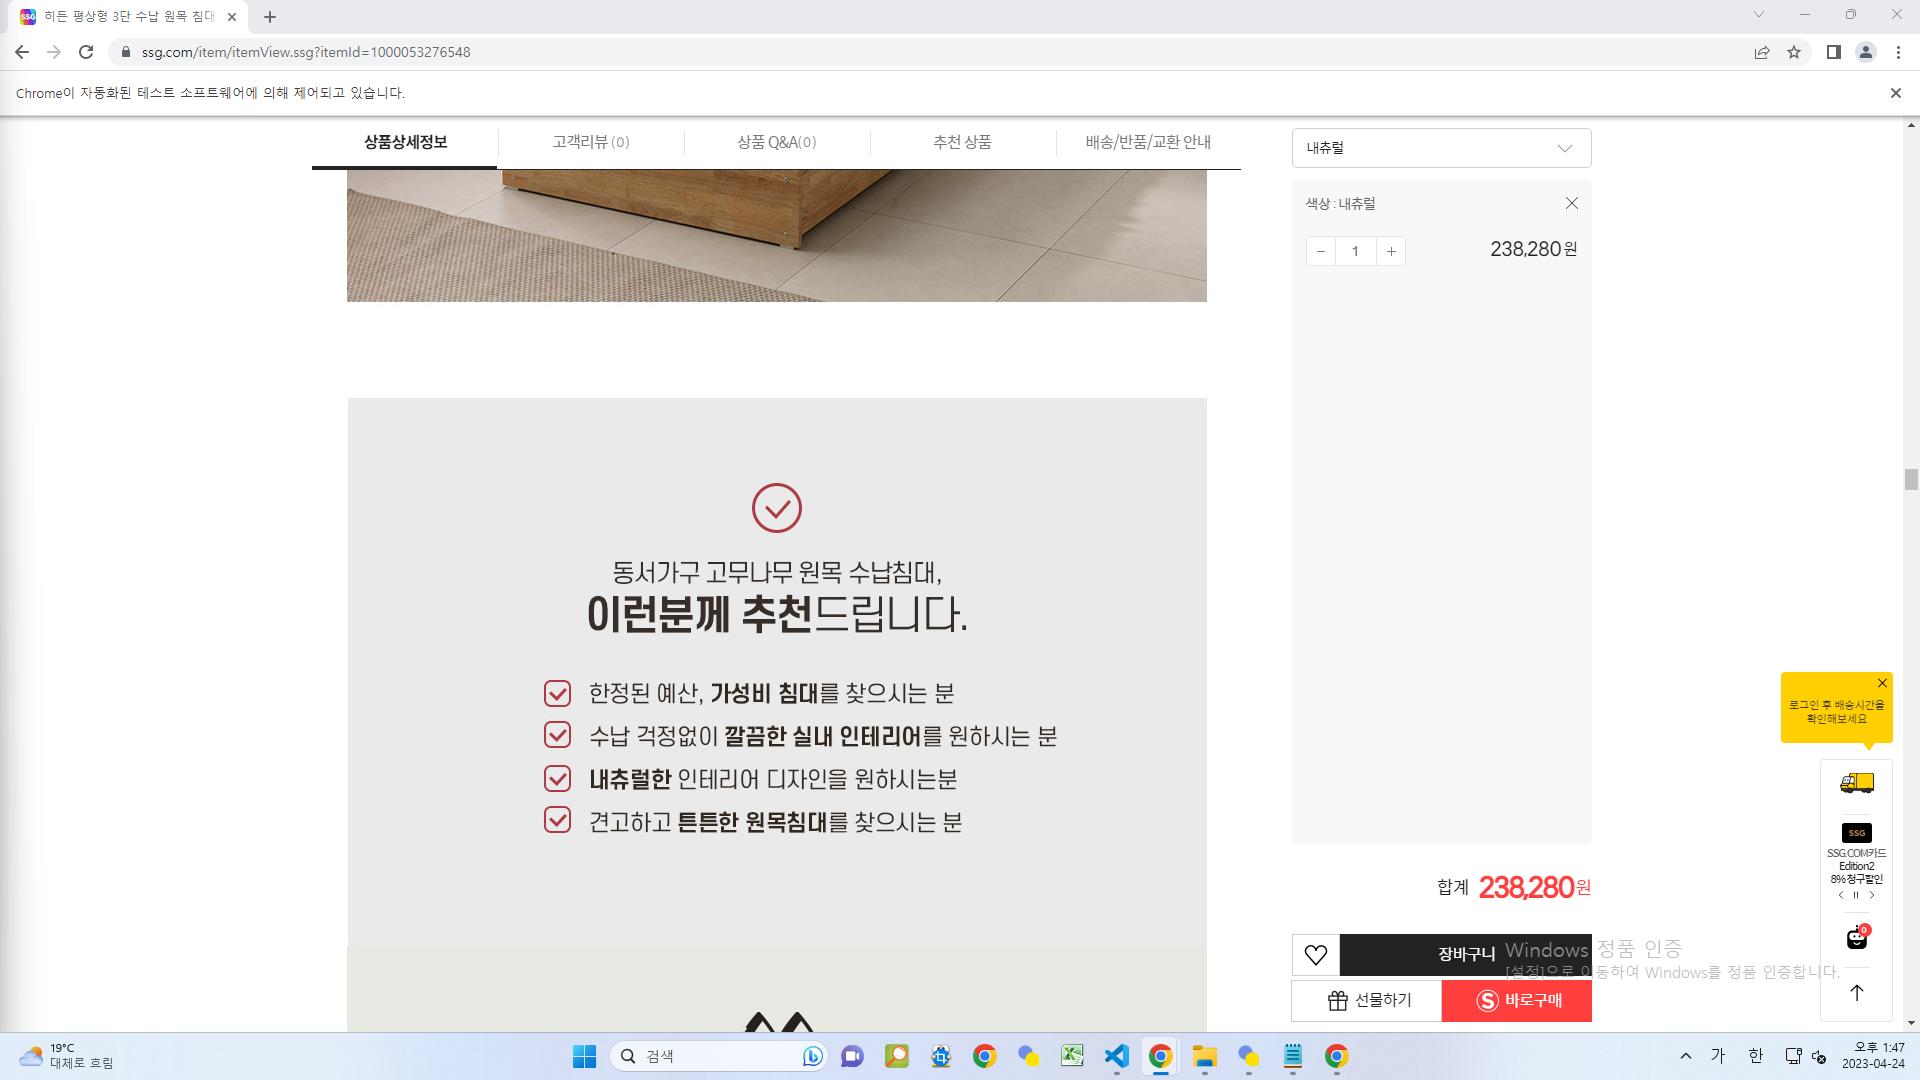 히든 평상형 3단 수납 원목 침대
ssg.com/item/itemView.ssg?itemId=1000053276548
Chrome이 자동화된 테스트 소프트웨어에 의해 제어되고 있습니다.
상품상세정보
고객리뷰 (0)
상품 Q&A(0)
추천 상품
배송/반품/교환 안내
내츄럴
색상 : 내츄럴
1
238,280원
동서가구 고무나무 원목 수납침대,
이런분께 추천드립니다.
한정된 예산, 가성비 침대를 찾으시는 분
수납 걱정없이 깔끔한 실내 인테리어를 원하시는 분
내츄럴한 인테리어 디자인을 원하시는분
견고하고 튼튼한 원목침대를 찾으시는 분
로그인 후 배송시간을
확인해보세요
SSG
SSG.COM카드
Edition2
8% 청구할인
0
합계 238,280원
장바구니
선물하기
바로구매
Windows 정품 인증
[설정]으로 이동하여 Windows를 정품 인증합니다.
19°C
대체로 흐림
검색
가
한
오후 1:47
2023-04-24